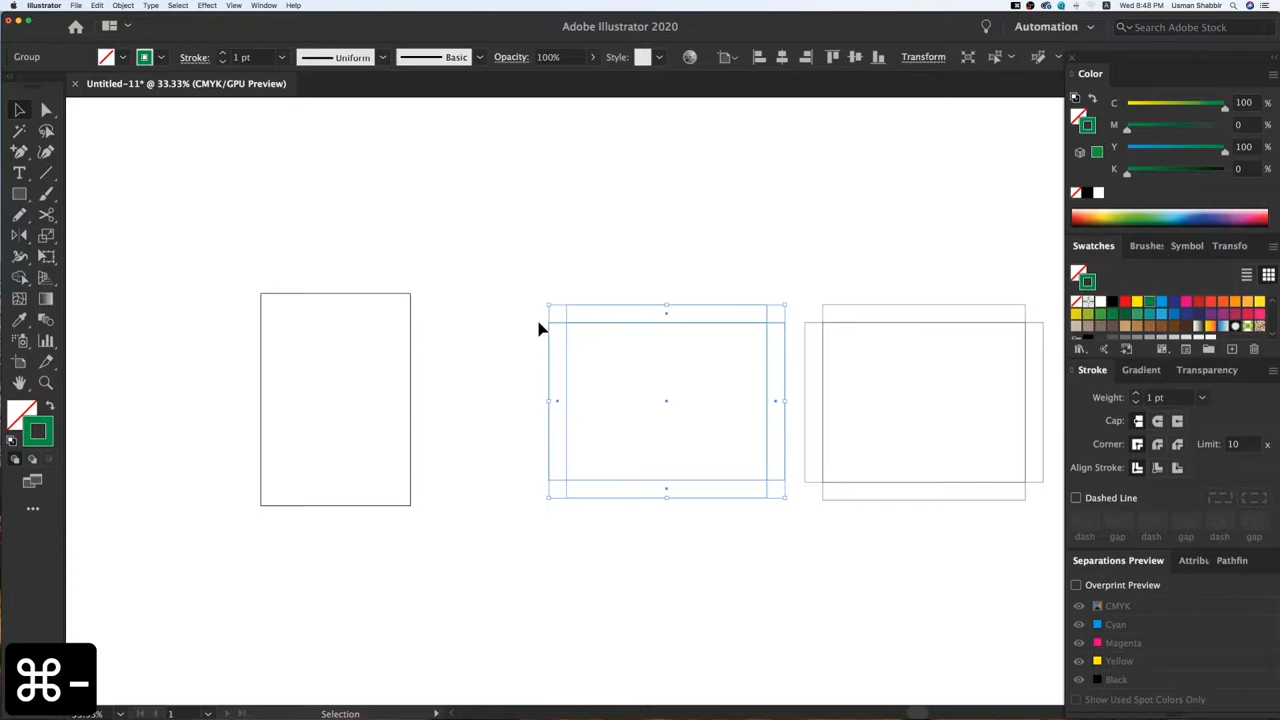 Illustrator File Edit Object Type Select Effect View Window Help
Wed 8:48 PM Usman Shabbir
Adobe Illustrator 2020
Automation
Search Adobe Stock
Group
Stroke:
1 pt
Uniform
Basic
Opacity:
100%
Style:
Transform
Untitled-11* @ 33.33% (CMYK/GPU Preview)
Color
C 100 %
M 0 %
Y 100 %
K 0 %
Swatches Brushe: Symbol Transfo
Stroke Gradient Transparency
Weight: 1 pt
Cap:
Corner: Limit: 10 x
Align Stroke:
Dashed Line
dash gap dash gap dash gap
Separations Preview Attribu Pathfin
Overprint Preview
CMYK
Cyan
Magenta
Yellow
Black
Show Used Spot Colors Only
⌘ -
33.33%
1
Selection